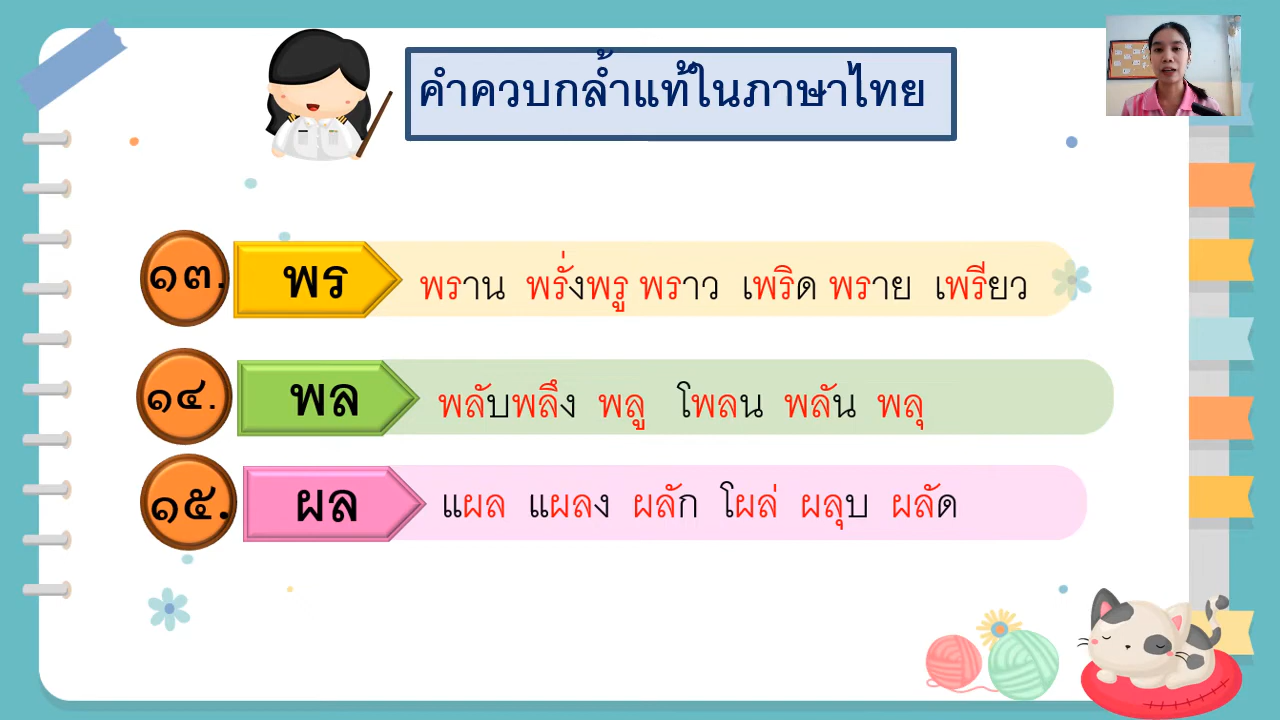 คำควบกล้ำแท้ในภาษาไทย
๑๓. พร พราน พรั่งพรู พราว เพริด พราย เพรียว
๑๔. พล พลับพลึง พลู โพลน พลัน พลุ
๑๕. ผล แผล แผลง ผลัก โผล่ ผลุบ ผลัด